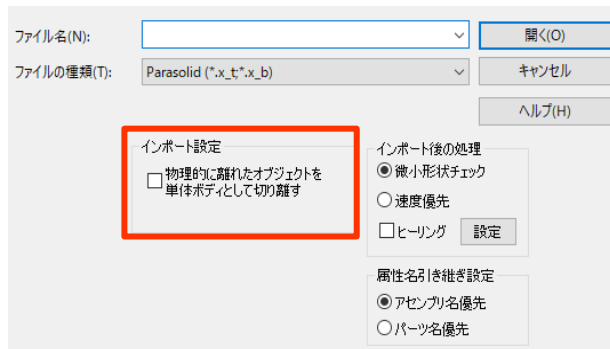 ファイル名(N):
開く(O)
ファイルの種類(T):
Parasolid (*.x_t;*.x_b)
キャンセル
ヘルプ(H)
インポート設定
物理的に離れたオブジェクトを
単体ボディとして切り離す
インポート後の処理
微小形状チェック
速度優先
ヒーリング
設定
属性名引き継ぎ設定
アセンブリ名優先
パーツ名優先